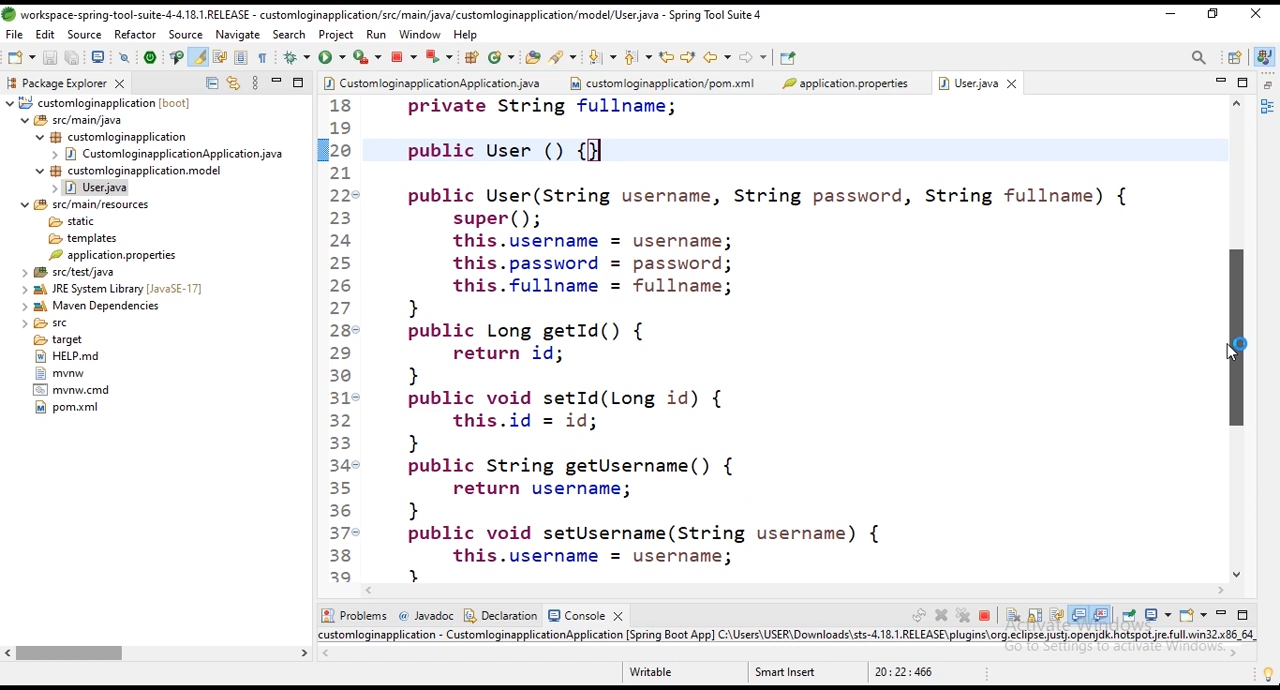 workspace-spring-tool-suite-4-4.18.1.RELEASE - customloginapplication/src/main/java/customloginapplication/model/User.java - Spring Tool Suite 4
File Edit Source Refactor Source Navigate Search Project Run Window Help
Package Explorer
CustomloginapplicationApplication.java customloginapplication/pom.xml application.properties User.java
customloginapplication [boot]
src/main/java
customloginapplication
CustomloginapplicationApplication.java
customloginapplication.model
User.java
src/main/resources
static
templates
application.properties
src/test/java
JRE System Library [JavaSE-17]
Maven Dependencies
src
target
HELP.md
mvnw
mvnw.cmd
pom.xml
18 private String fullname;
19
20 public User () {}
21
22 public User(String username, String password, String fullname) {
23 super();
24 this.username = username;
25 this.password = password;
26 this.fullname = fullname;
27 }
28 public Long getId() {
29 return id;
30 }
31 public void setId(Long id) {
32 this.id = id;
33 }
34 public String getUsername() {
35 return username;
36 }
37 public void setUsername(String username) {
38 this.username = username;
39 }
Problems Javadoc Declaration Console
customloginapplication - CustomloginapplicationApplication [Spring Boot App] C:\Users\USER\Downloads\sts-4.18.1.RELEASE\plugins\org.eclipse.justj.openjdk.hotspot.jre.full.win32.x86_64_
Activate Windows
Go to Settings to activate Windows.
Writable Smart Insert 20 : 22 : 466